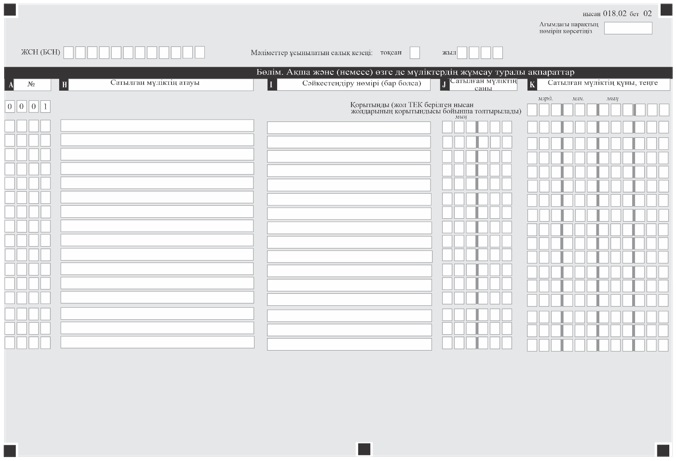 нысан 018.02 бет 02
Ағымдағы парақтың
нөмірін көрсетіңіз
ЖСН (БСН)
Мәліметтер ұсынылатын салық кезеңі: тоқсан жыл
Бөлім. Ақша және (немесе) өзге де мүліктердің жұмсау туралы ақпараттар
A № H Сатылған мүліктің атауы I Сәйкестендіру нөмірі (бар болса) J Сатылған мүліктің саны K Сатылған мүліктің құны, теңге
млрд. млн. мың
0 0 0 1 Қорытынды (жол ТЕК берілген нысан
жолдарының қорытындысы бойынша толтырылады)
мың